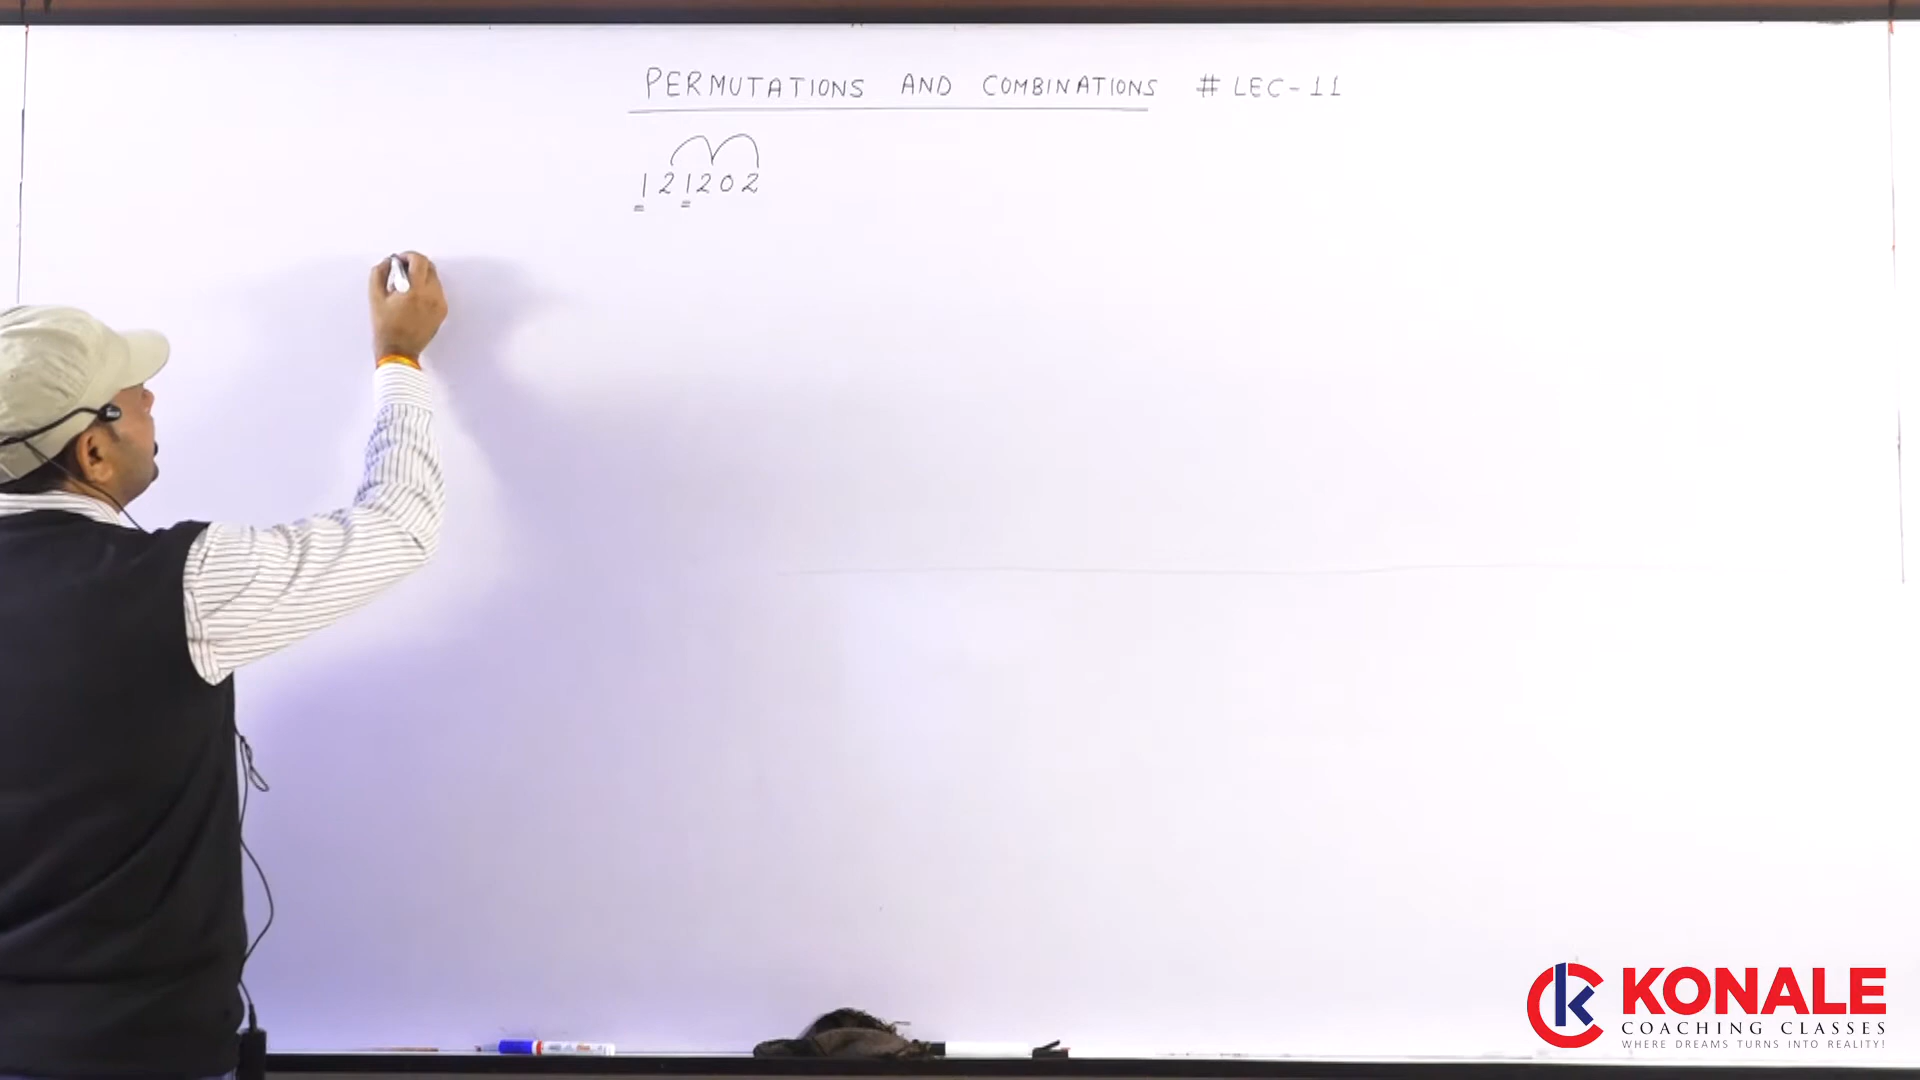 PERMUTATIONS AND COMBINATIONS # LEC-11
121202
KONALE
COACHING CLASSES
WHERE DREAMS TURNS INTO REALITY!